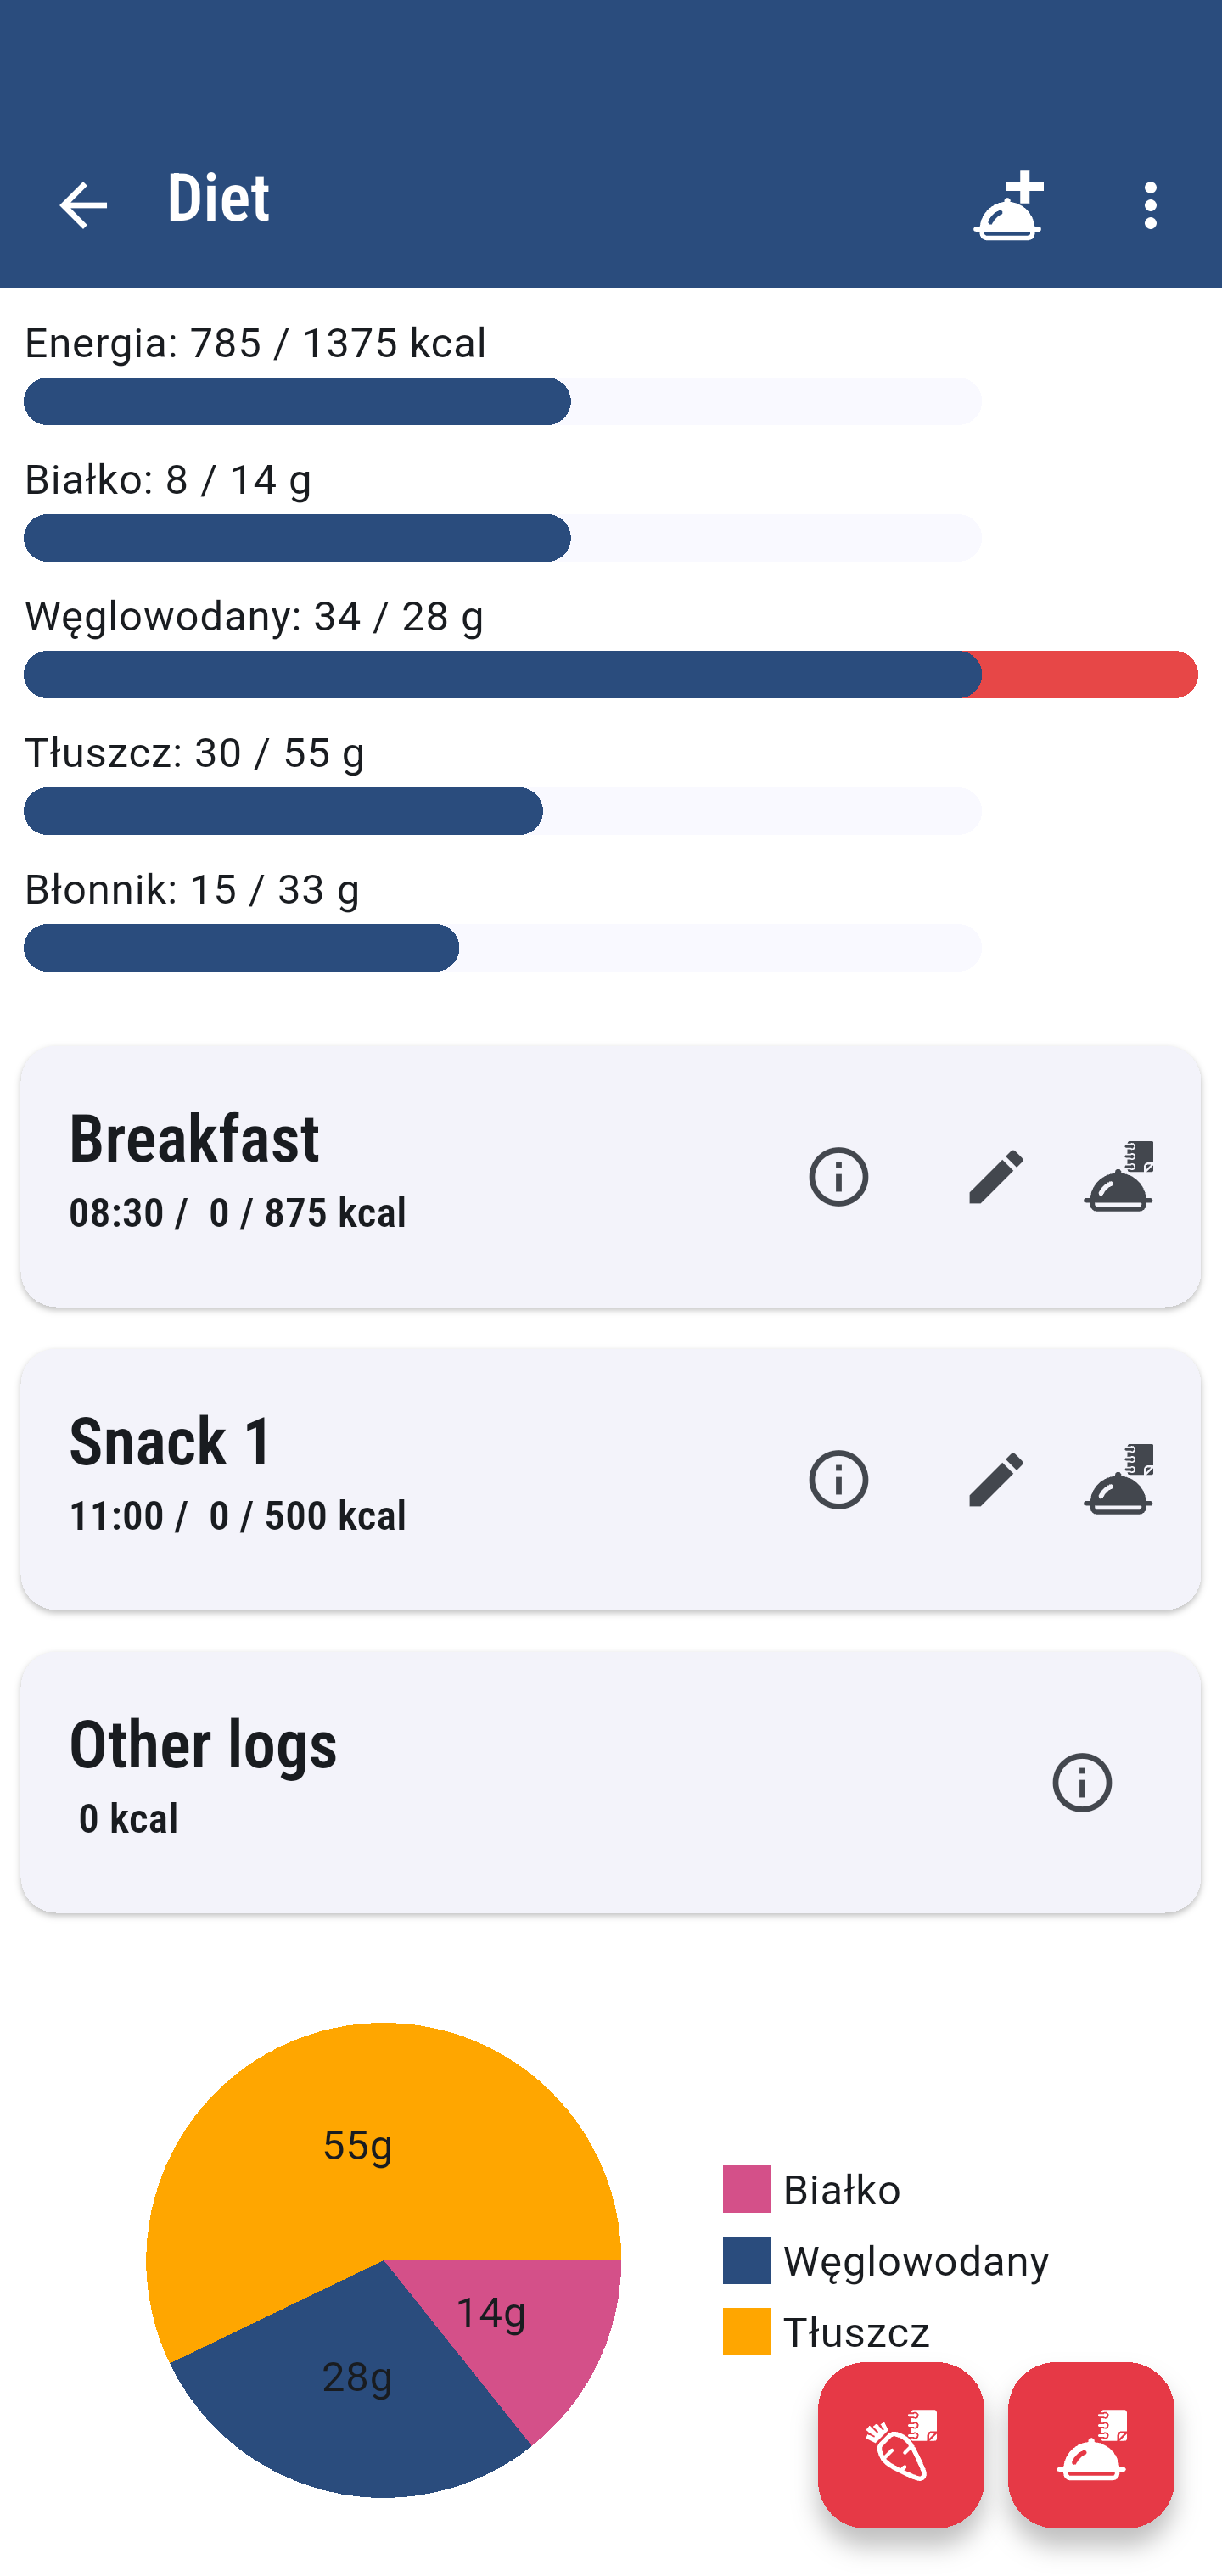 Diet
Energia: 785 / 1375 kcal
Białko: 8 / 14 g
Węglowodany: 34 / 28 g
Tłuszcz: 30 / 55 g
Błonnik: 15 / 33 g
Breakfast
08:30 /  0 / 875 kcal
Snack 1
11:00 /  0 / 500 kcal
Other logs
0 kcal
55g
14g
28g
Białko
Węglowodany
Tłuszcz